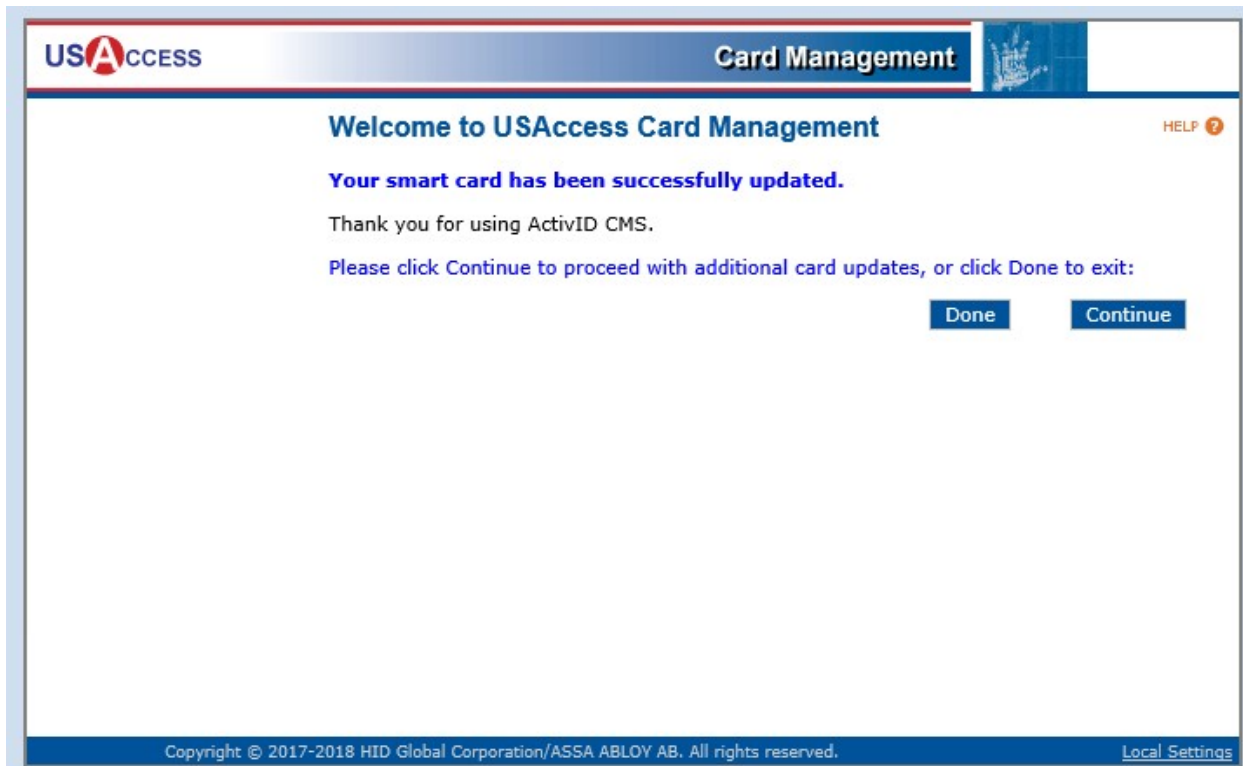 USAccess
Card Management
Welcome to USAccess Card Management
HELP ?
Your smart card has been successfully updated.
Thank you for using ActivID CMS.
Please click Continue to proceed with additional card updates, or click Done to exit:
Done
Continue
Copyright © 2017-2018 HID Global Corporation/ASSA ABLOY AB. All rights reserved.
Local Settings